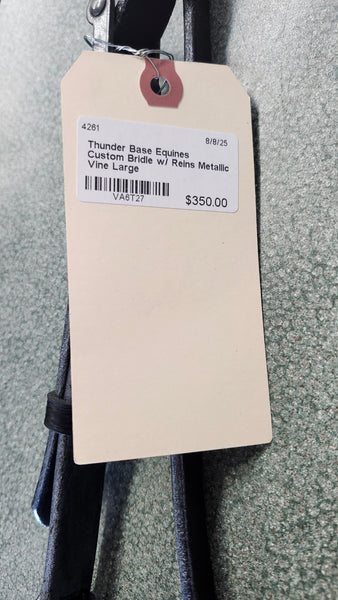 4261 8/8/25
Thunder Base Equines
Custom Bridle w/ Reins Metallic
Vine Large
VA6T27 $350.00